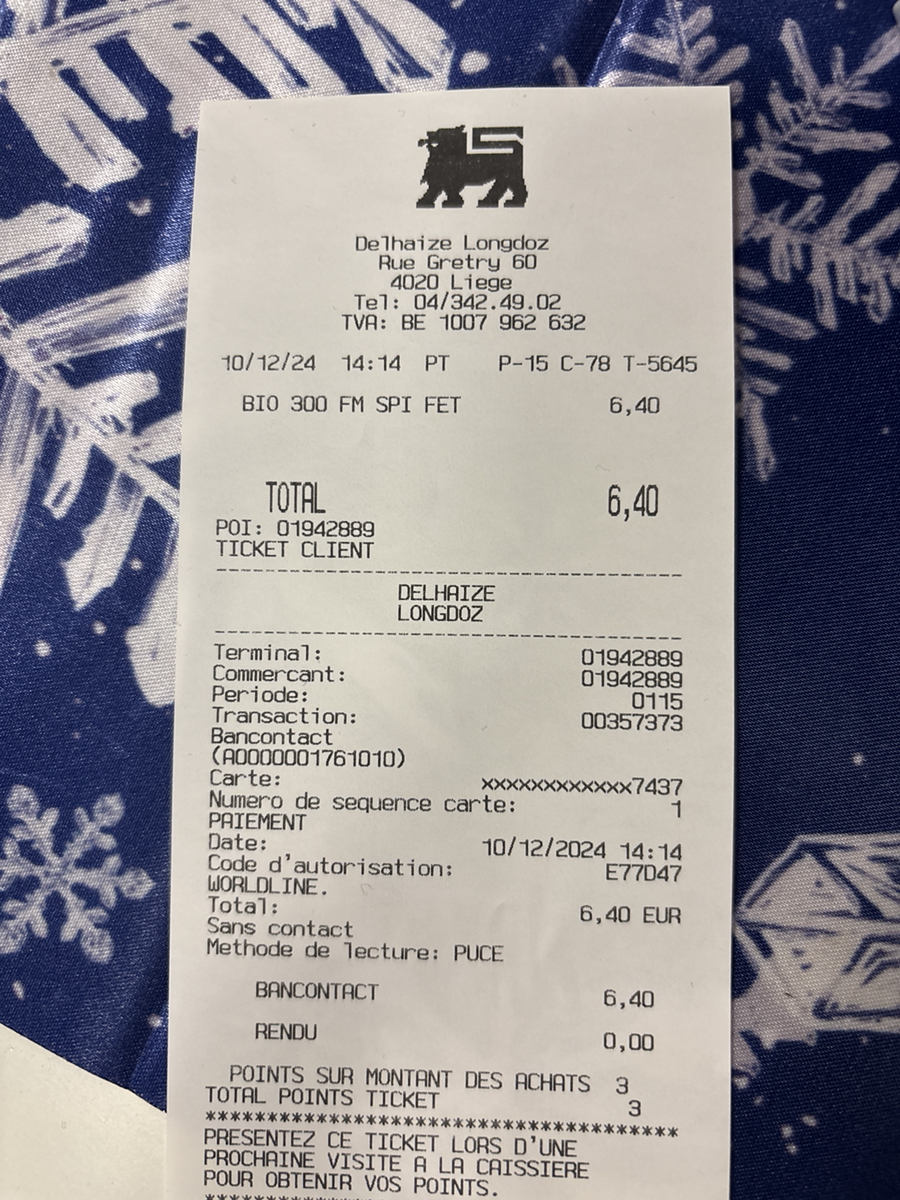 Delhaize Longdoz
Rue Gretry 60
4020 Liege
Tel: 04/342.49.02
TVA: BE 1007 962 632
10/12/24 14:14 PT P-15 C-78 T-5645
BIO 300 FM SPI FET 6,40
TOTAL 6,40
POI: 01942889
TICKET CLIENT
--------------------------------------
DELHAIZE
LONGDOZ
--------------------------------------
Terminal: 01942889
Commercant: 01942889
Periode: 0115
Transaction: 00357373
Bancontact
(A0000001761010)
Carte: xxxxxxxxxxxx7437
Numero de sequence carte: 1
PAIEMENT
Date: 10/12/2024 14:14
Code d'autorisation: E77D47
WORLDLINE.
Total: 6,40 EUR
Sans contact
Methode de lecture: PUCE
BANCONTACT 6,40
RENDU 0,00
POINTS SUR MONTANT DES ACHATS 3
TOTAL POINTS TICKET 3
**************************************
PRESENTEZ CE TICKET LORS D'UNE
PROCHAINE VISITE A LA CAISSIERE
POUR OBTENIR VOS POINTS.